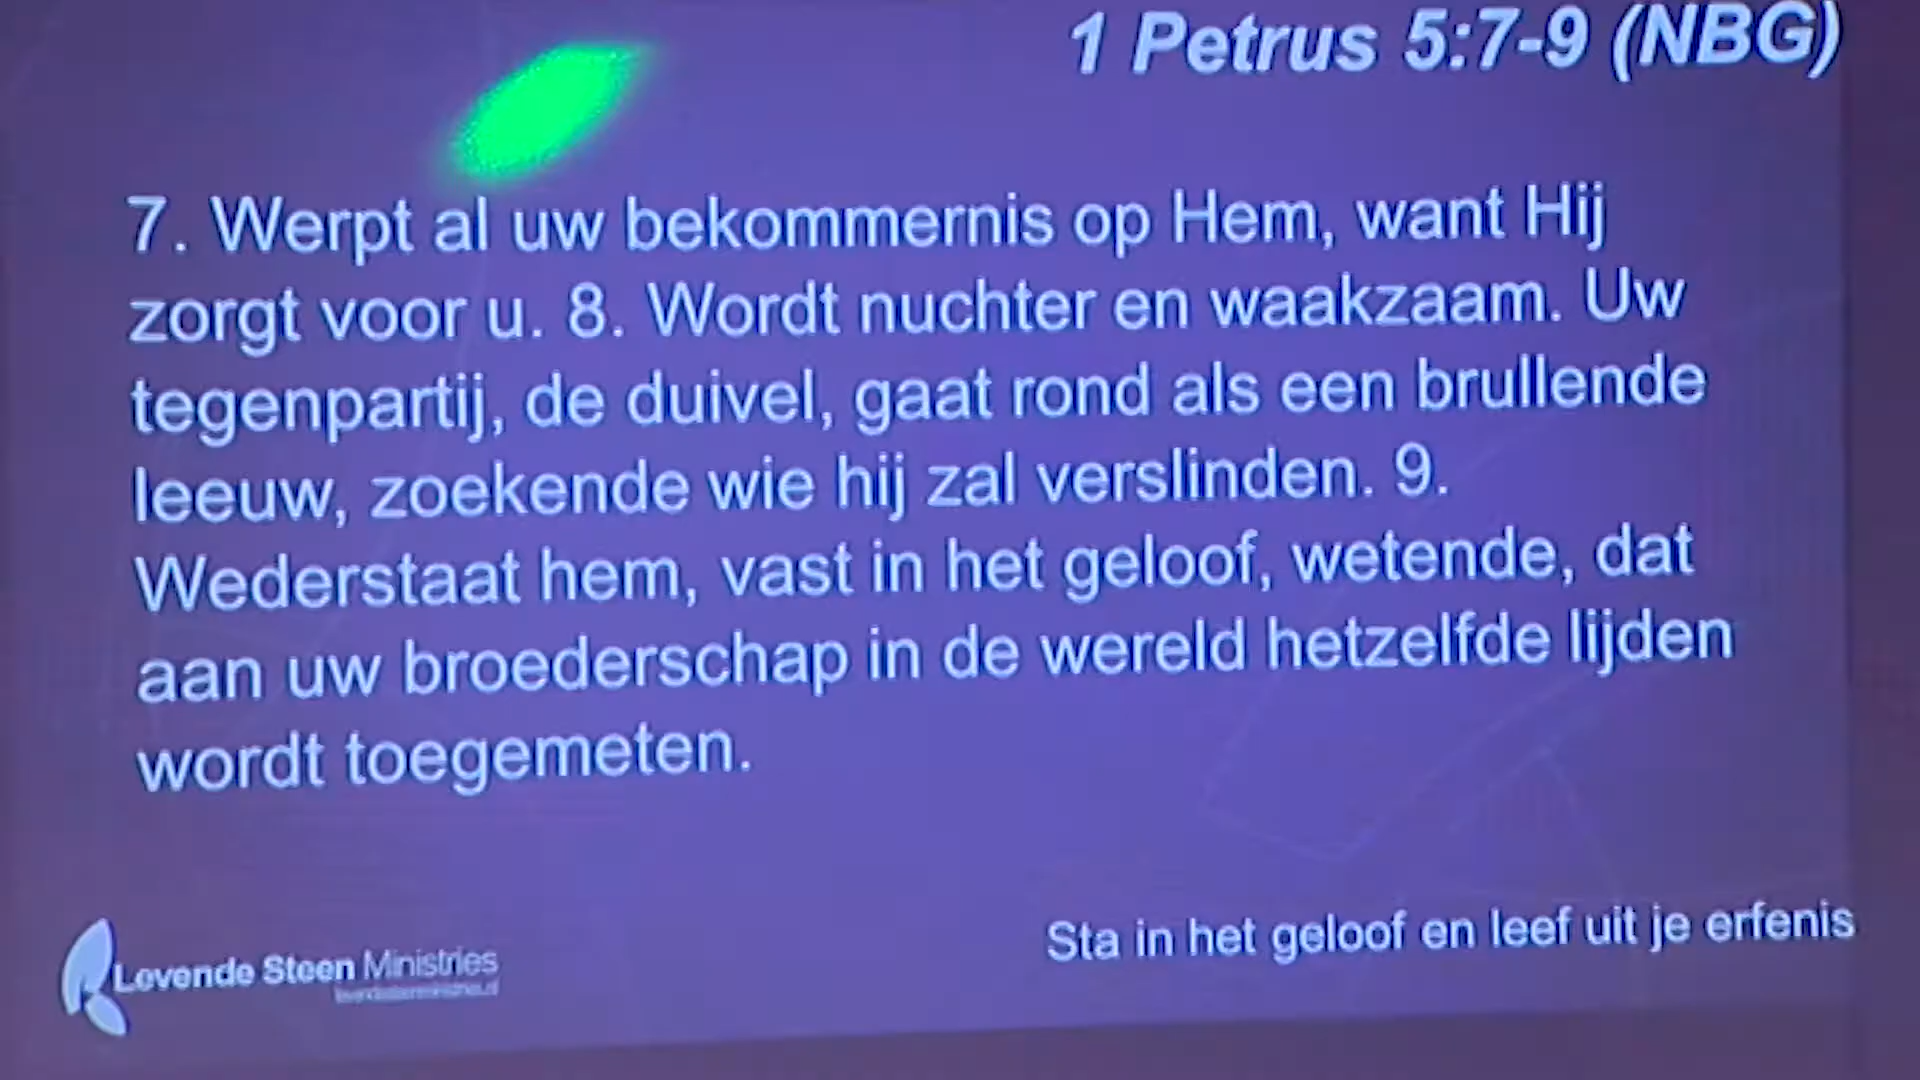 1 Petrus 5:7-9 (NBG)
7. Werpt al uw bekommernis op Hem, want Hij
zorgt voor u. 8. Wordt nuchter en waakzaam. Uw
tegenpartij, de duivel, gaat rond als een brullende
leeuw, zoekende wie hij zal verslinden. 9.
Wederstaat hem, vast in het geloof, wetende, dat
aan uw broederschap in de wereld hetzelfde lijden
wordt toegemeten.
Sta in het geloof en leef uit je erfenis
Levende Steen Ministries